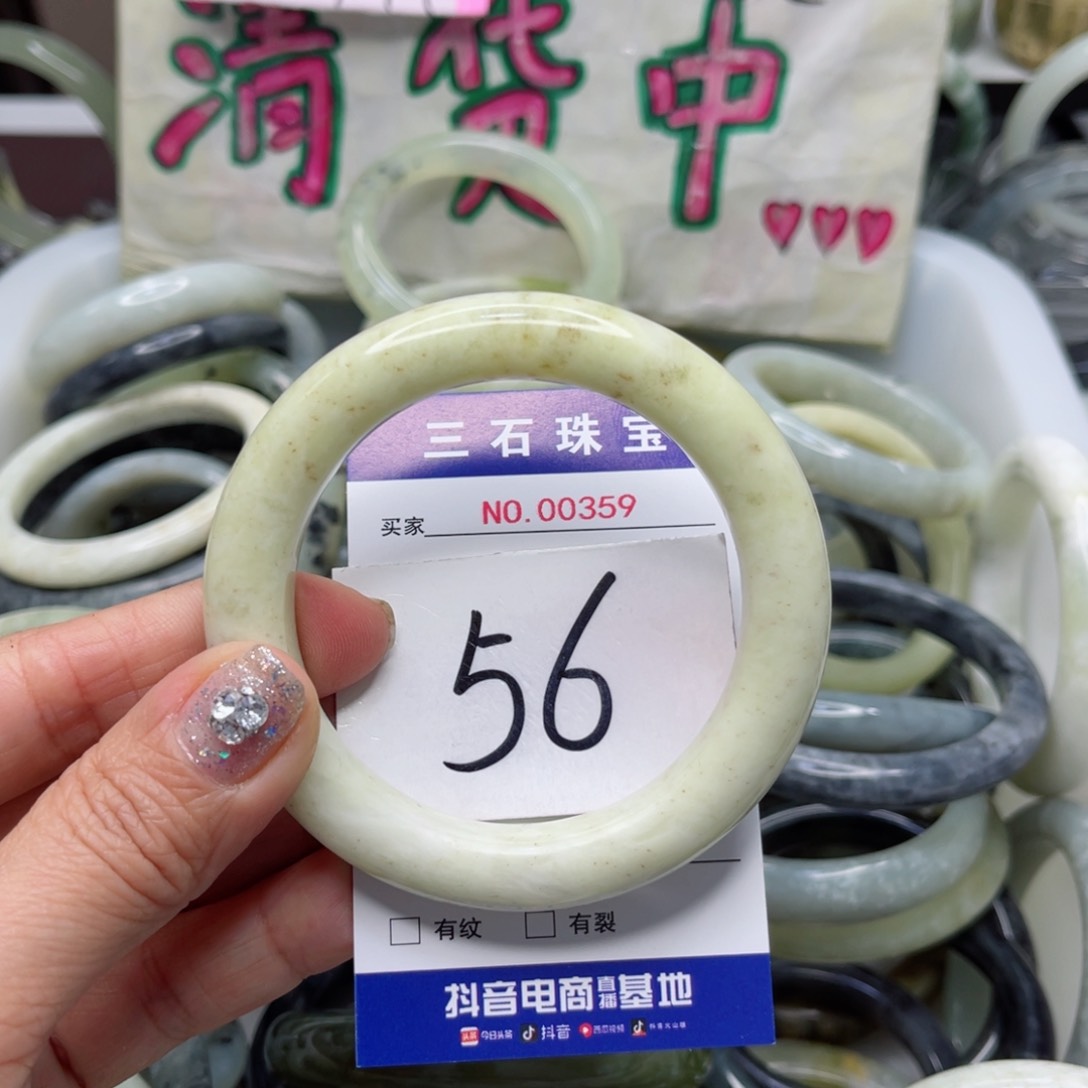 清货中
三石珠宝
买家 NO.00359
56
有纹 有裂
抖音电商直播基地
今日头条 抖音 西瓜视频 抖音火山版